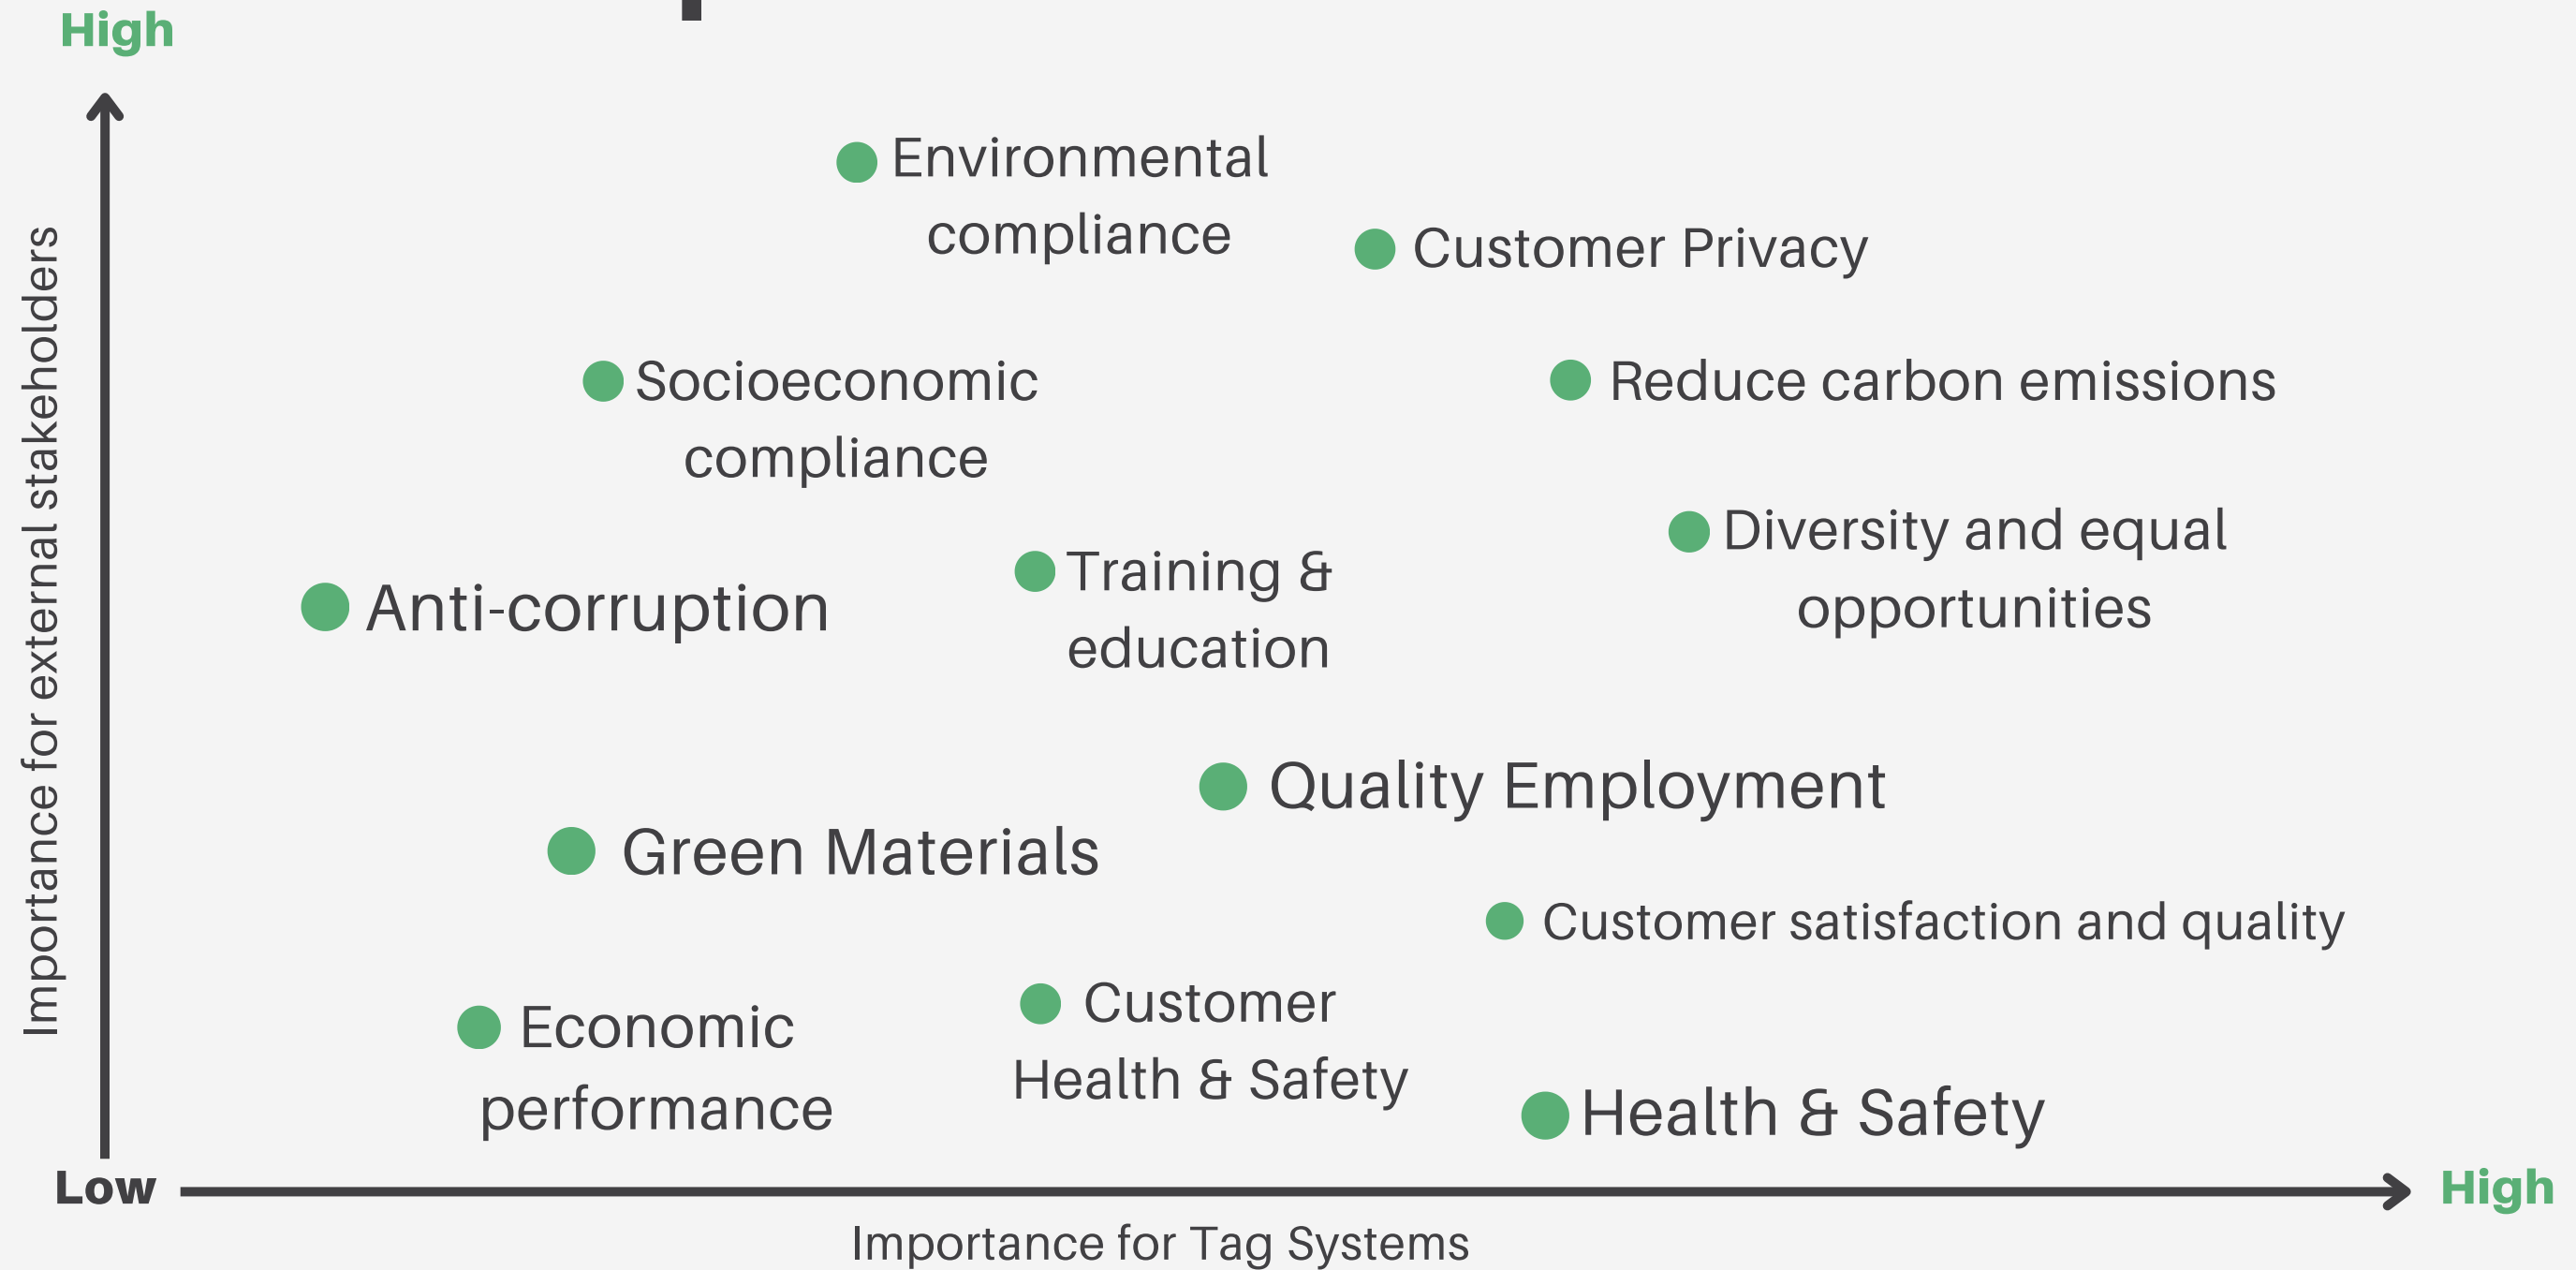 High
Importance for external stakeholders
Environmental
compliance
Customer Privacy
Socioeconomic
compliance
Reduce carbon emissions
Diversity and equal
opportunities
Training &
education
Anti-corruption
Quality Employment
Green Materials
Customer satisfaction and quality
Customer
Health & Safety
Economic
performance
Health & Safety
Low
High
Importance for Tag Systems